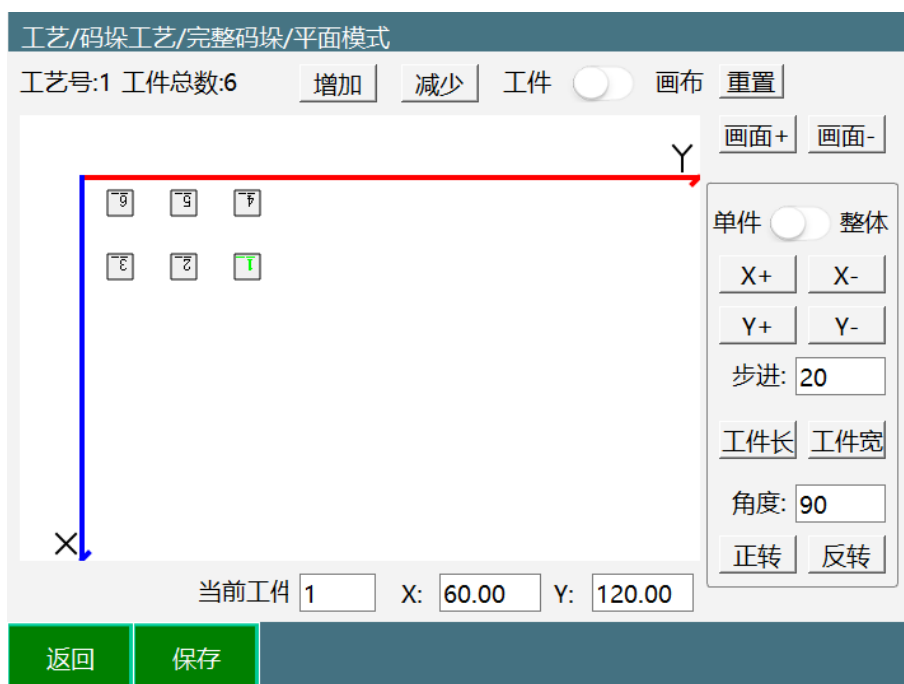 工艺/码垛工艺/完整码垛/平面模式
工艺号:1 工件总数:6 增加 减少 工件 画布 重置
画面+ 画面-
Y
6 5 4
单件 整体
3 2 1
X+ X-
Y+ Y-
步进: 20
工件长 工件宽
角度: 90
X
正转 反转
当前工件 1 X: 60.00 Y: 120.00
返回 保存